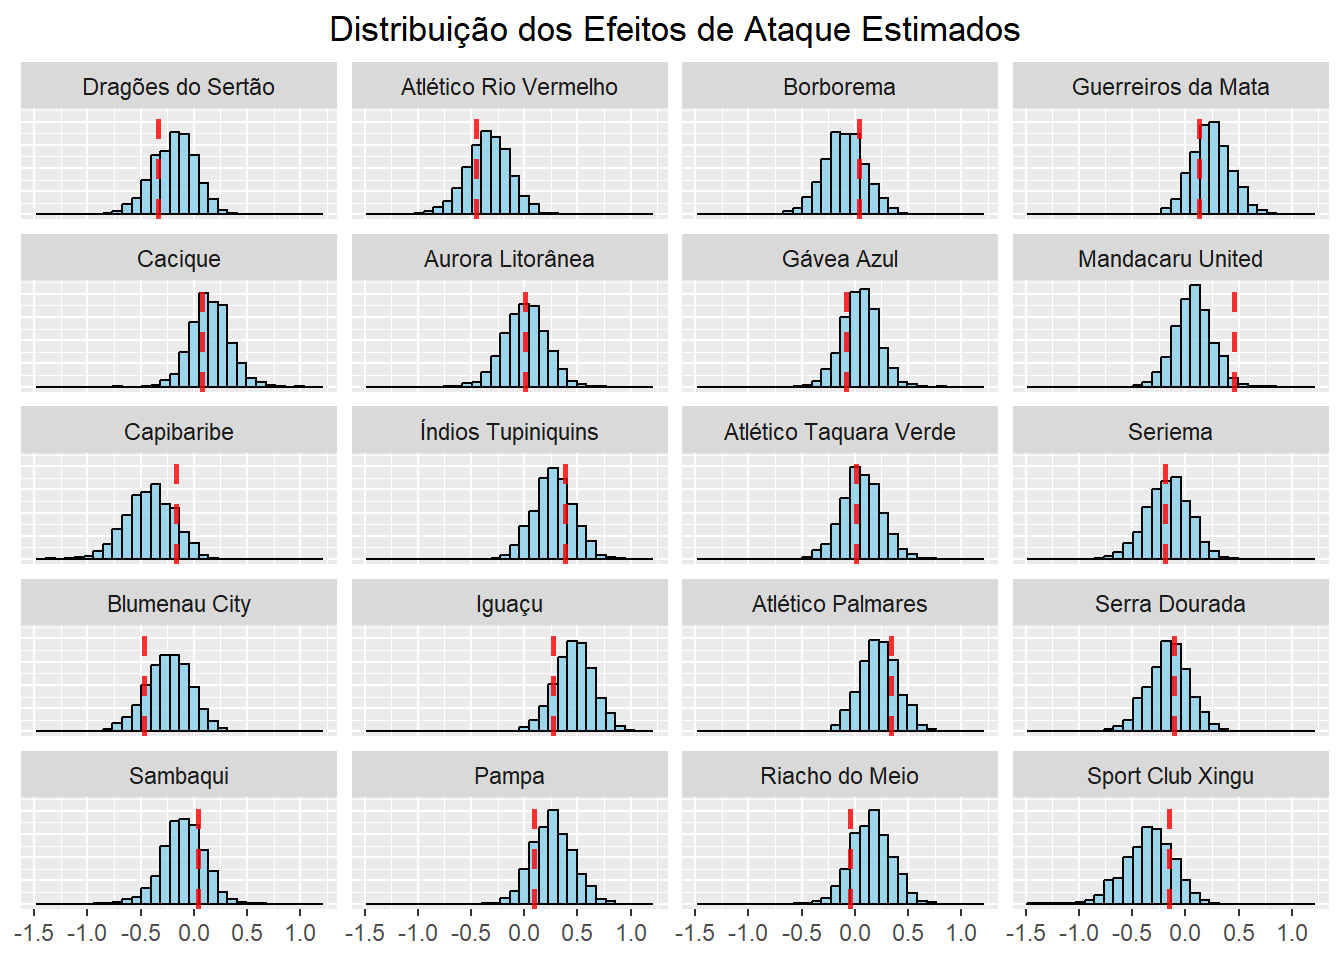 Distribuição dos Efeitos de Ataque Estimados
Dragões do Sertão Atlético Rio Vermelho Borborema Guerreiros da Mata
Cacique Aurora Litorânea Gávea Azul Mandacaru United
Capibaribe Índios Tupiniquins Atlético Taquara Verde Seriema
Blumenau City Iguaçu Atlético Palmares Serra Dourada
Sambaqui Pampa Riacho do Meio Sport Club Xingu
-1.5 -1.0 -0.5 0.0 0.5 1.0 -1.5 -1.0 -0.5 0.0 0.5 1.0 -1.5 -1.0 -0.5 0.0 0.5 1.0 -1.5 -1.0 -0.5 0.0 0.5 1.0